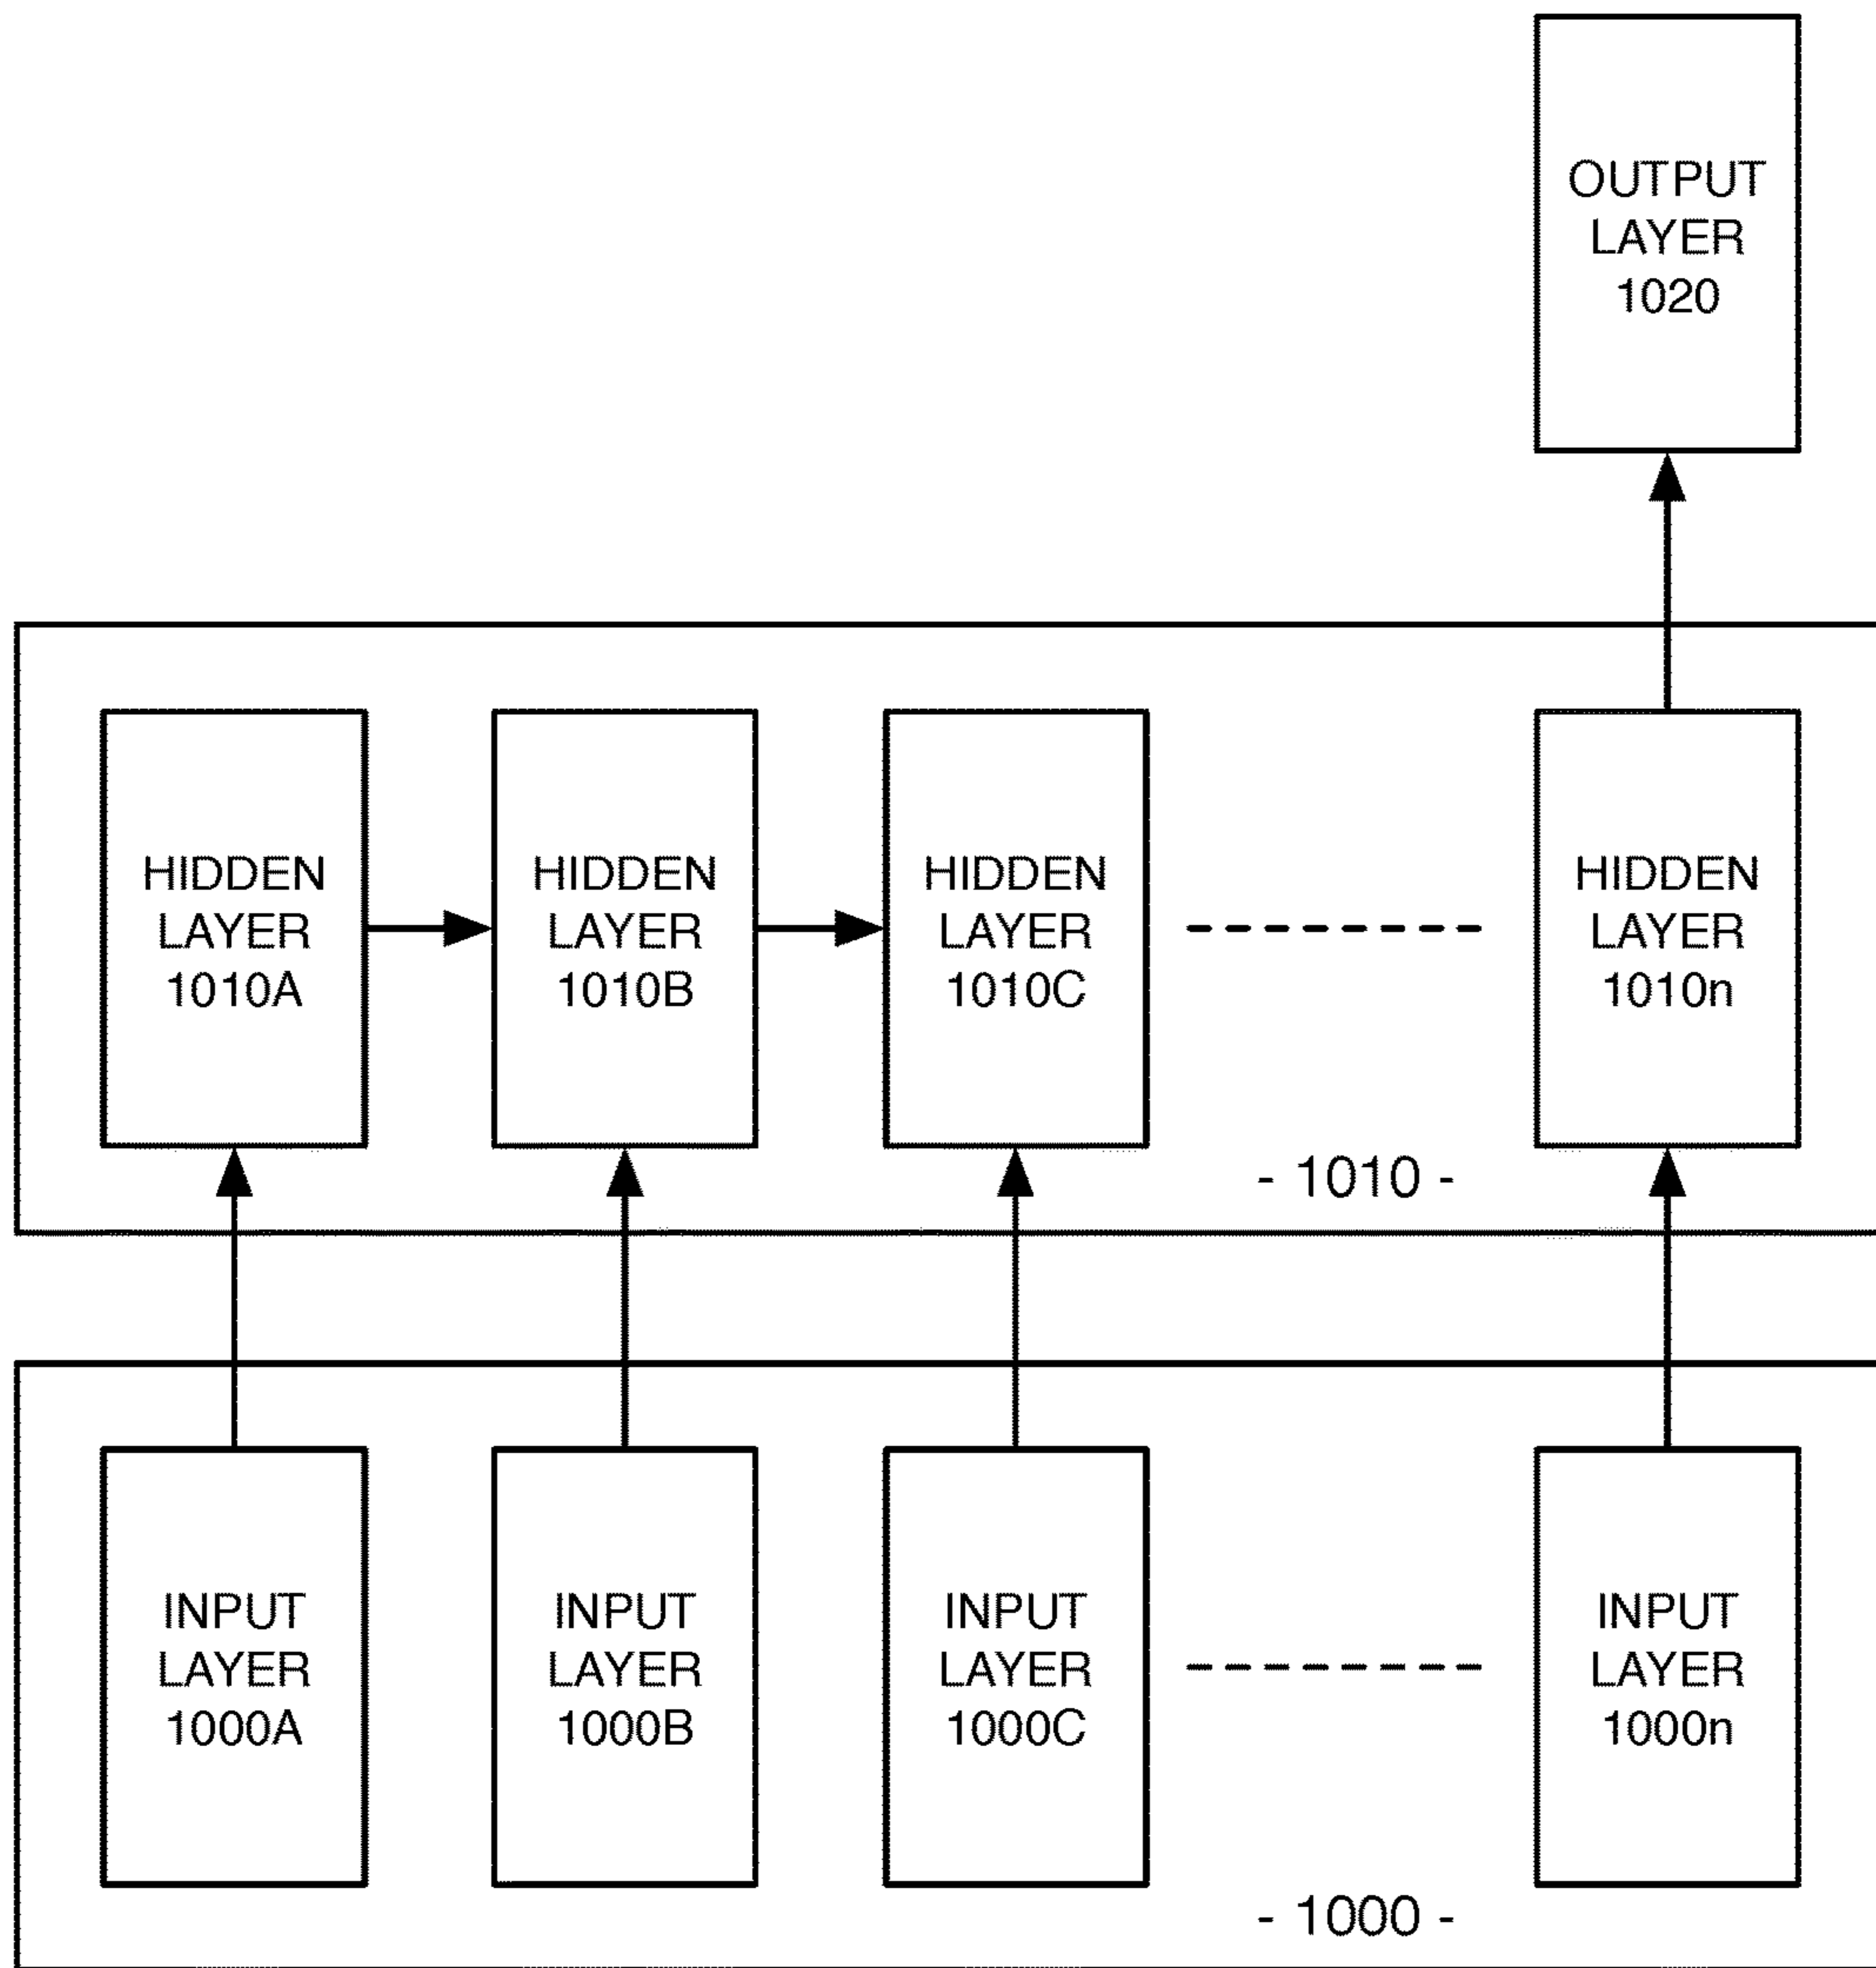 OUTPUT
LAYER
1020
HIDDEN
LAYER
1010A
HIDDEN
LAYER
1010B
HIDDEN
LAYER
1010C
HIDDEN
LAYER
1010n
- 1010 -
INPUT
LAYER
1000A
INPUT
LAYER
1000B
INPUT
LAYER
1000C
INPUT
LAYER
1000n
- 1000 -